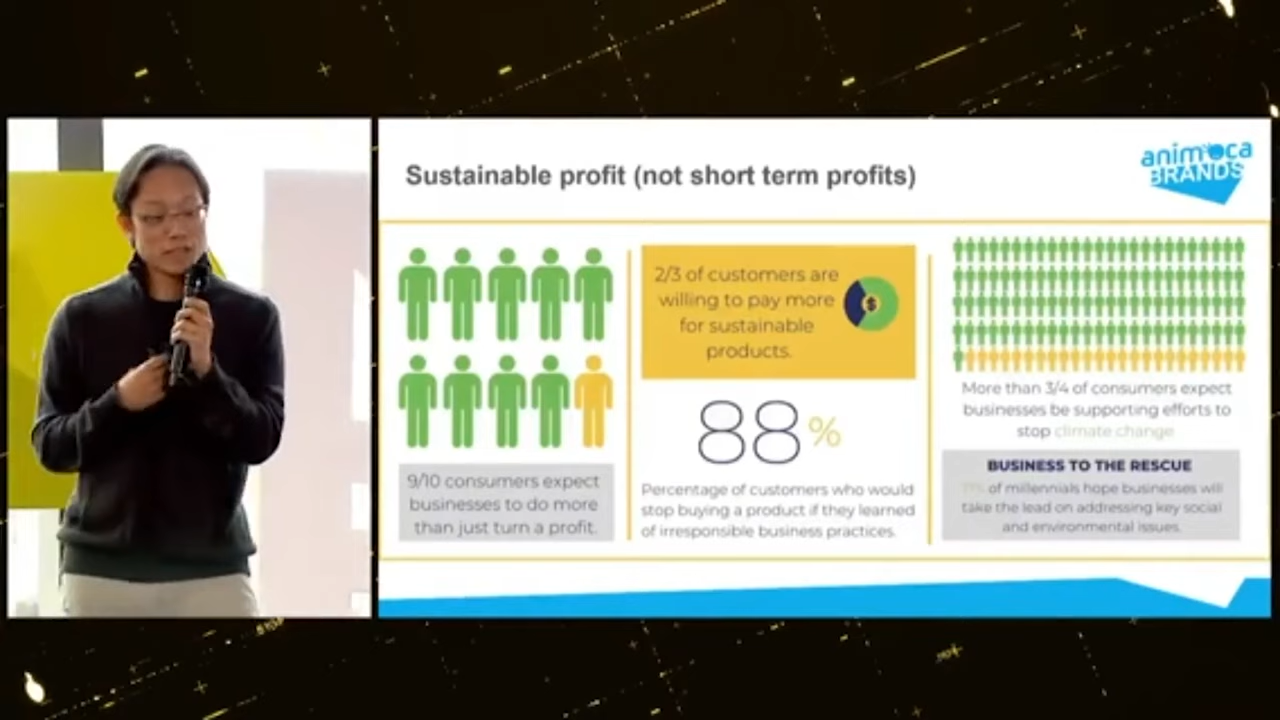 Sustainable profit (not short term profits)
animoca
BRANDS
9/10 consumers expect
businesses to do more
than just turn a profit.
2/3 of customers are
willing to pay more
for sustainable
products.
$
88%
Percentage of customers who would
stop buying a product if they learned
of irresponsible business practices.
More than 3/4 of consumers expect
businesses be supporting efforts to
stop climate change
BUSINESS TO THE RESCUE
of millennials hope businesses will
take the lead on addressing key social
and environmental issues.